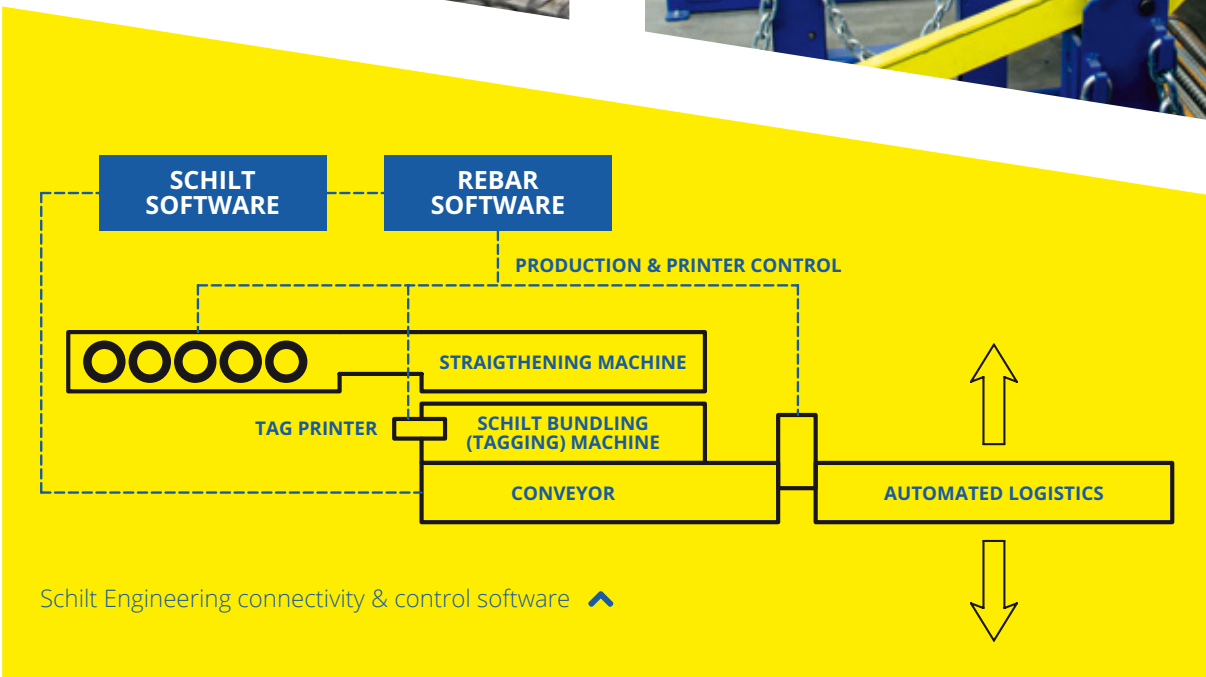 SCHILT
SOFTWARE
REBAR
SOFTWARE
PRODUCTION & PRINTER CONTROL
STRAIGTHENING MACHINE
TAG PRINTER
SCHILT BUNDLING
(TAGGING) MACHINE
CONVEYOR
AUTOMATED LOGISTICS
Schilt Engineering connectivity & control software